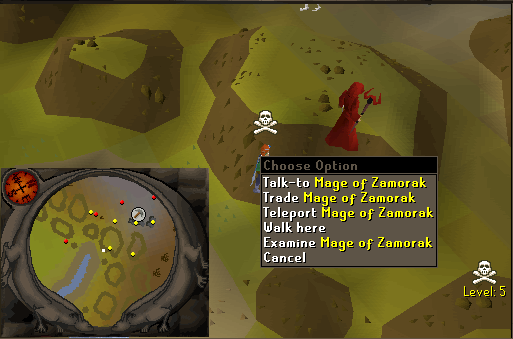 Choose Option
Talk-to Mage of Zamorak
Trade Mage of Zamorak
Teleport Mage of Zamorak
Walk here
Examine Mage of Zamorak
Cancel
Level: 5